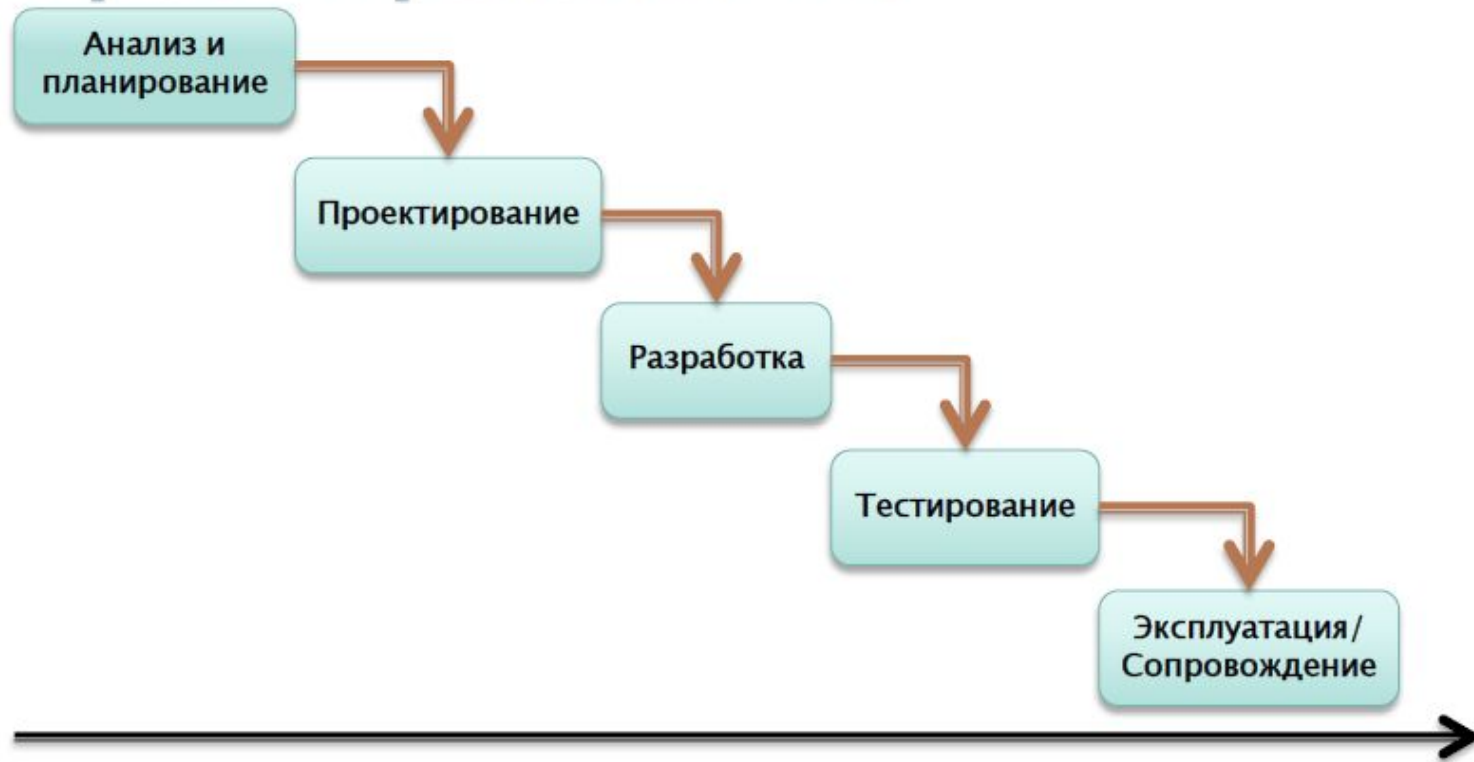 Анализ и
планирование
Проектирование
Разработка
Тестирование
Эксплуатация/
Сопровождение